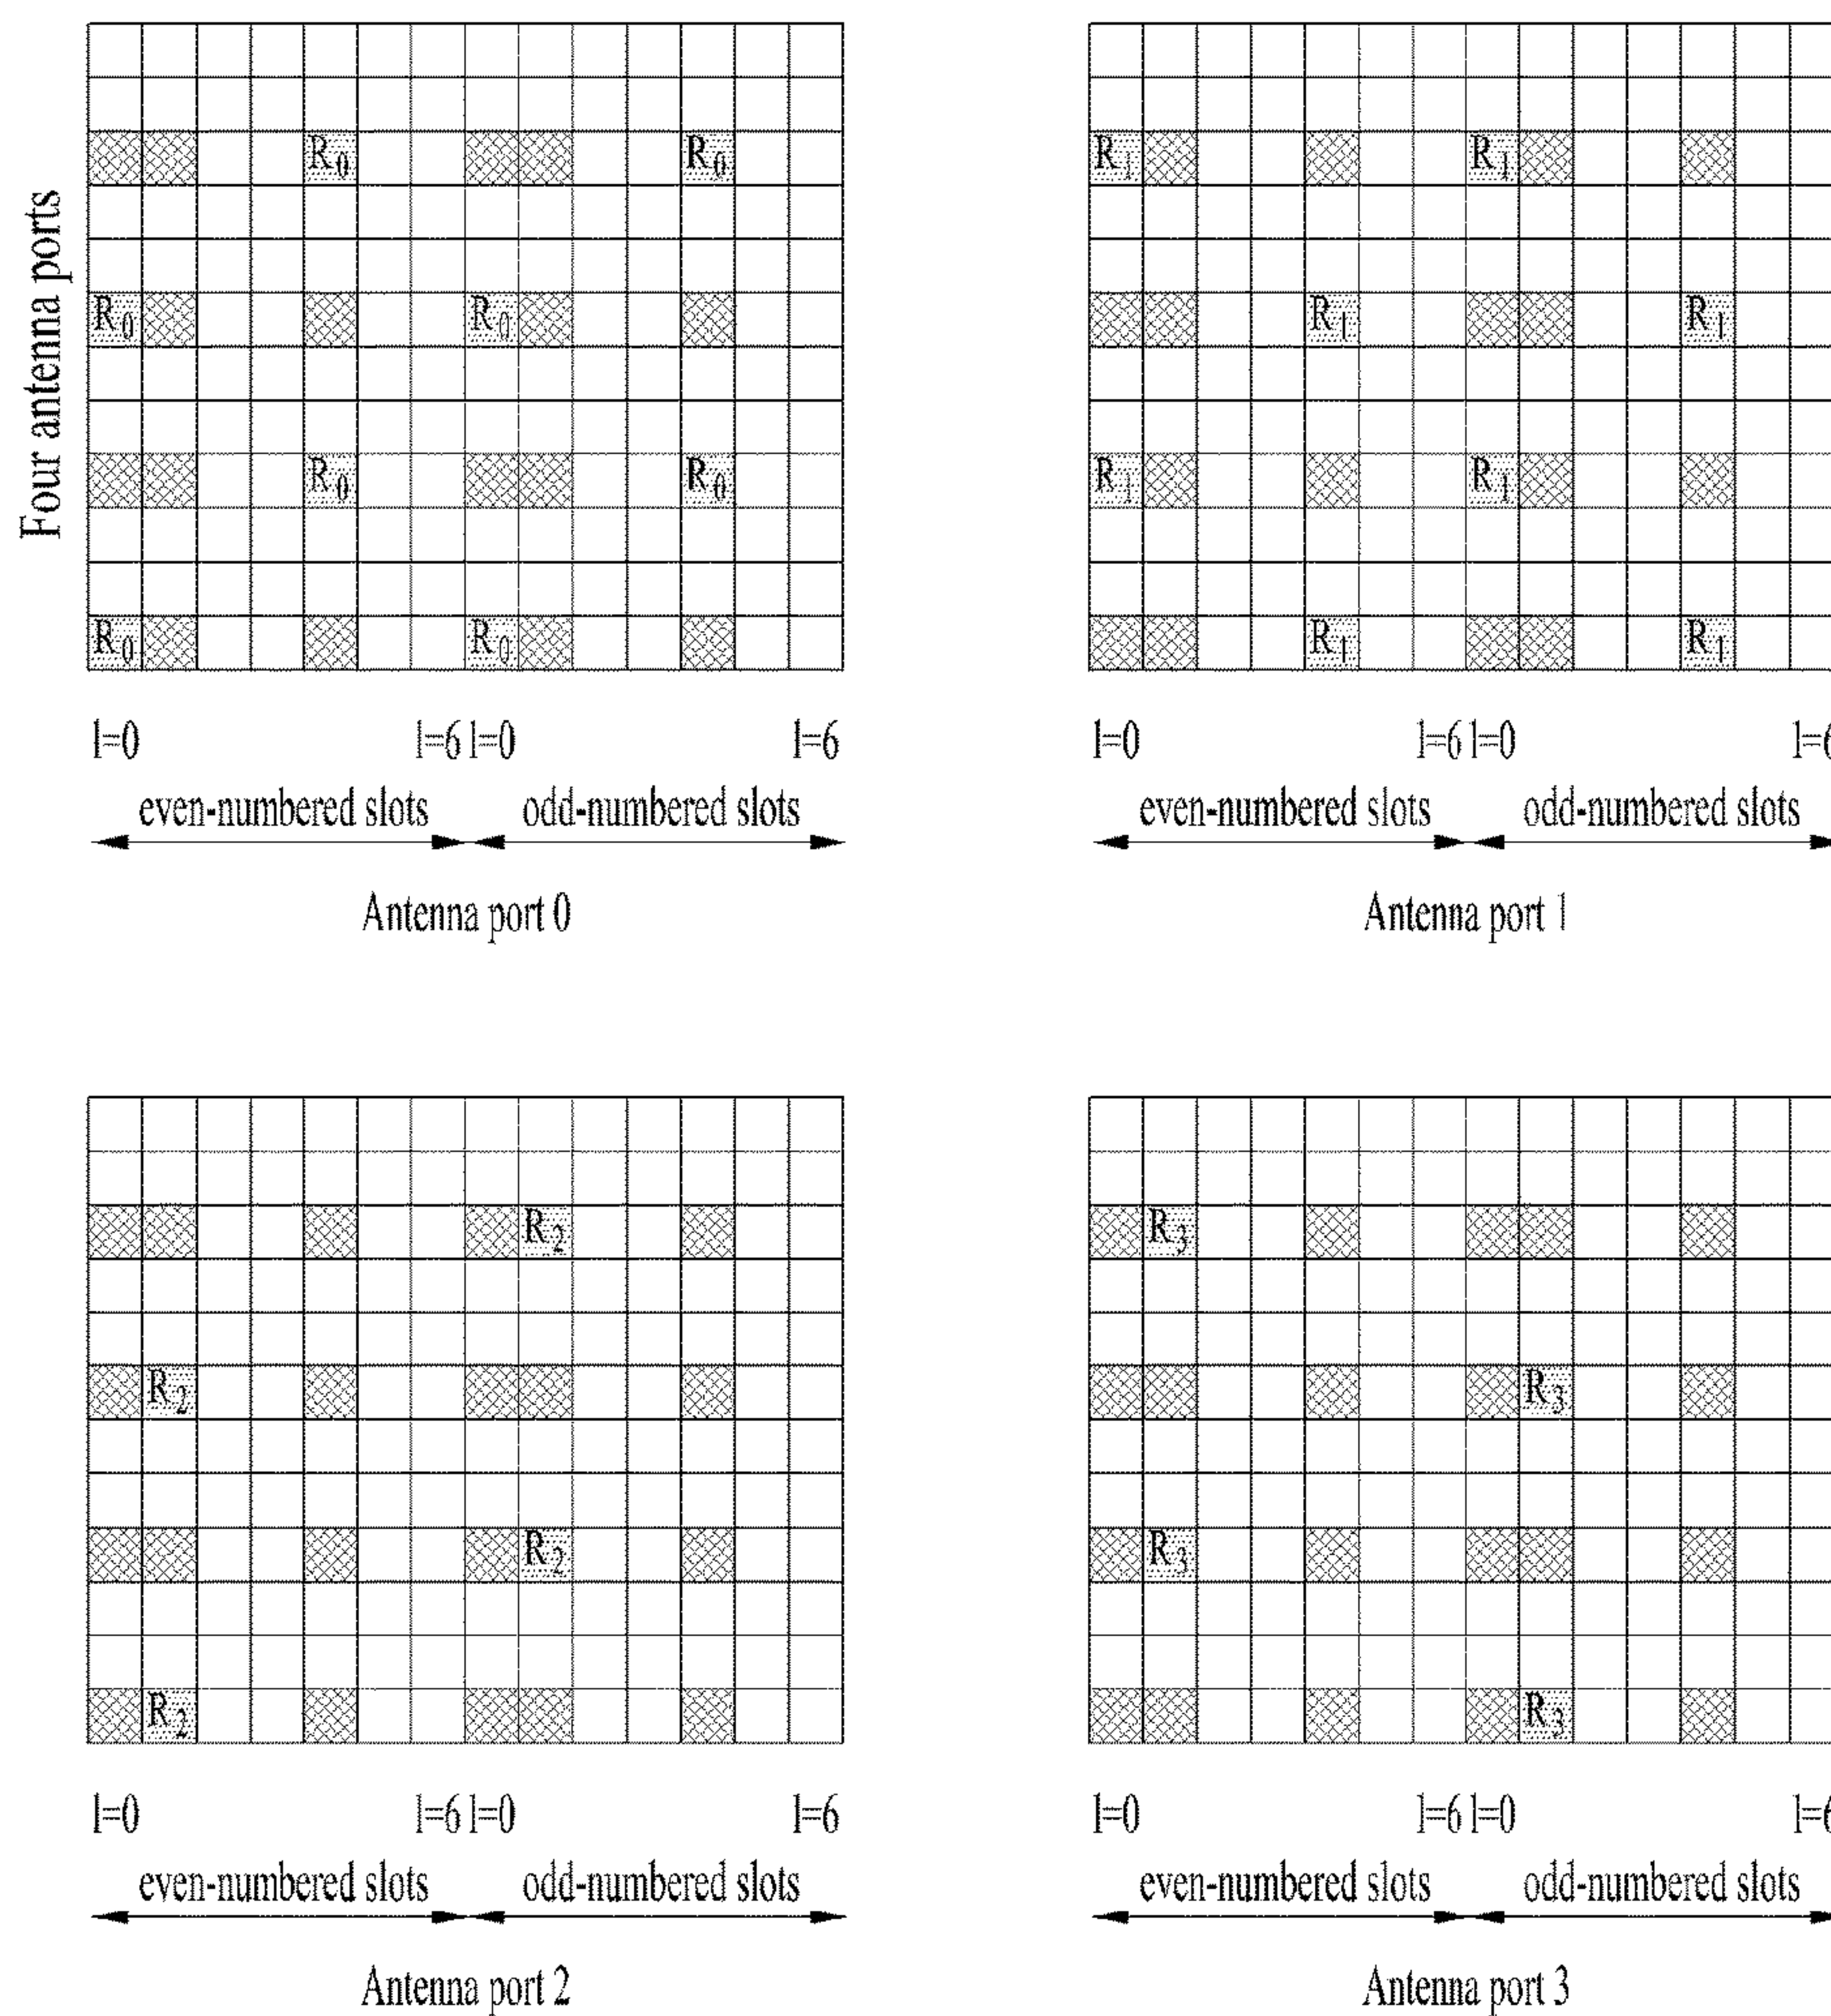 Four antenna ports
R0 R0
R0 R0
R0 R0
R0 R0
l=0 l=6 l=0 l=6
even-numbered slots odd-numbered slots
Antenna port 0
R1 R1
R1 R1
R1 R1
R1 R1
l=0 l=6 l=0 l=6
even-numbered slots odd-numbered slots
Antenna port 1
R2
R2
R2
R2
l=0 l=6 l=0 l=6
even-numbered slots odd-numbered slots
Antenna port 2
R3
R3
R3
R3
l=0 l=6 l=0 l=6
even-numbered slots odd-numbered slots
Antenna port 3